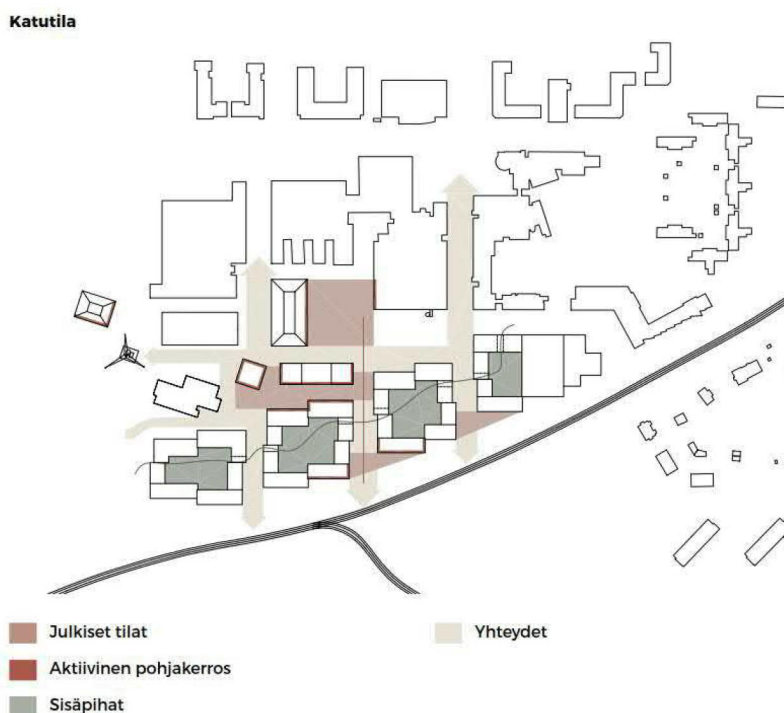 Katutila
Julkiset tilat
Yhteydet
Aktiivinen pohjakerros
Sisäpihat